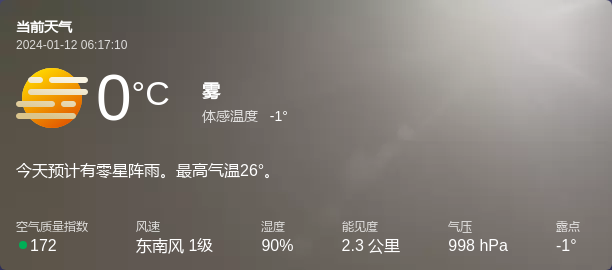 当前天气
2024-01-12 06:17:10
0°C
雾
体感温度 -1°
今天预计有零星阵雨。最高气温26°。
空气质量指数 风速 湿度 能见度 气压 露点
172 东南风 1级 90% 2.3 公里 998 hPa -1°